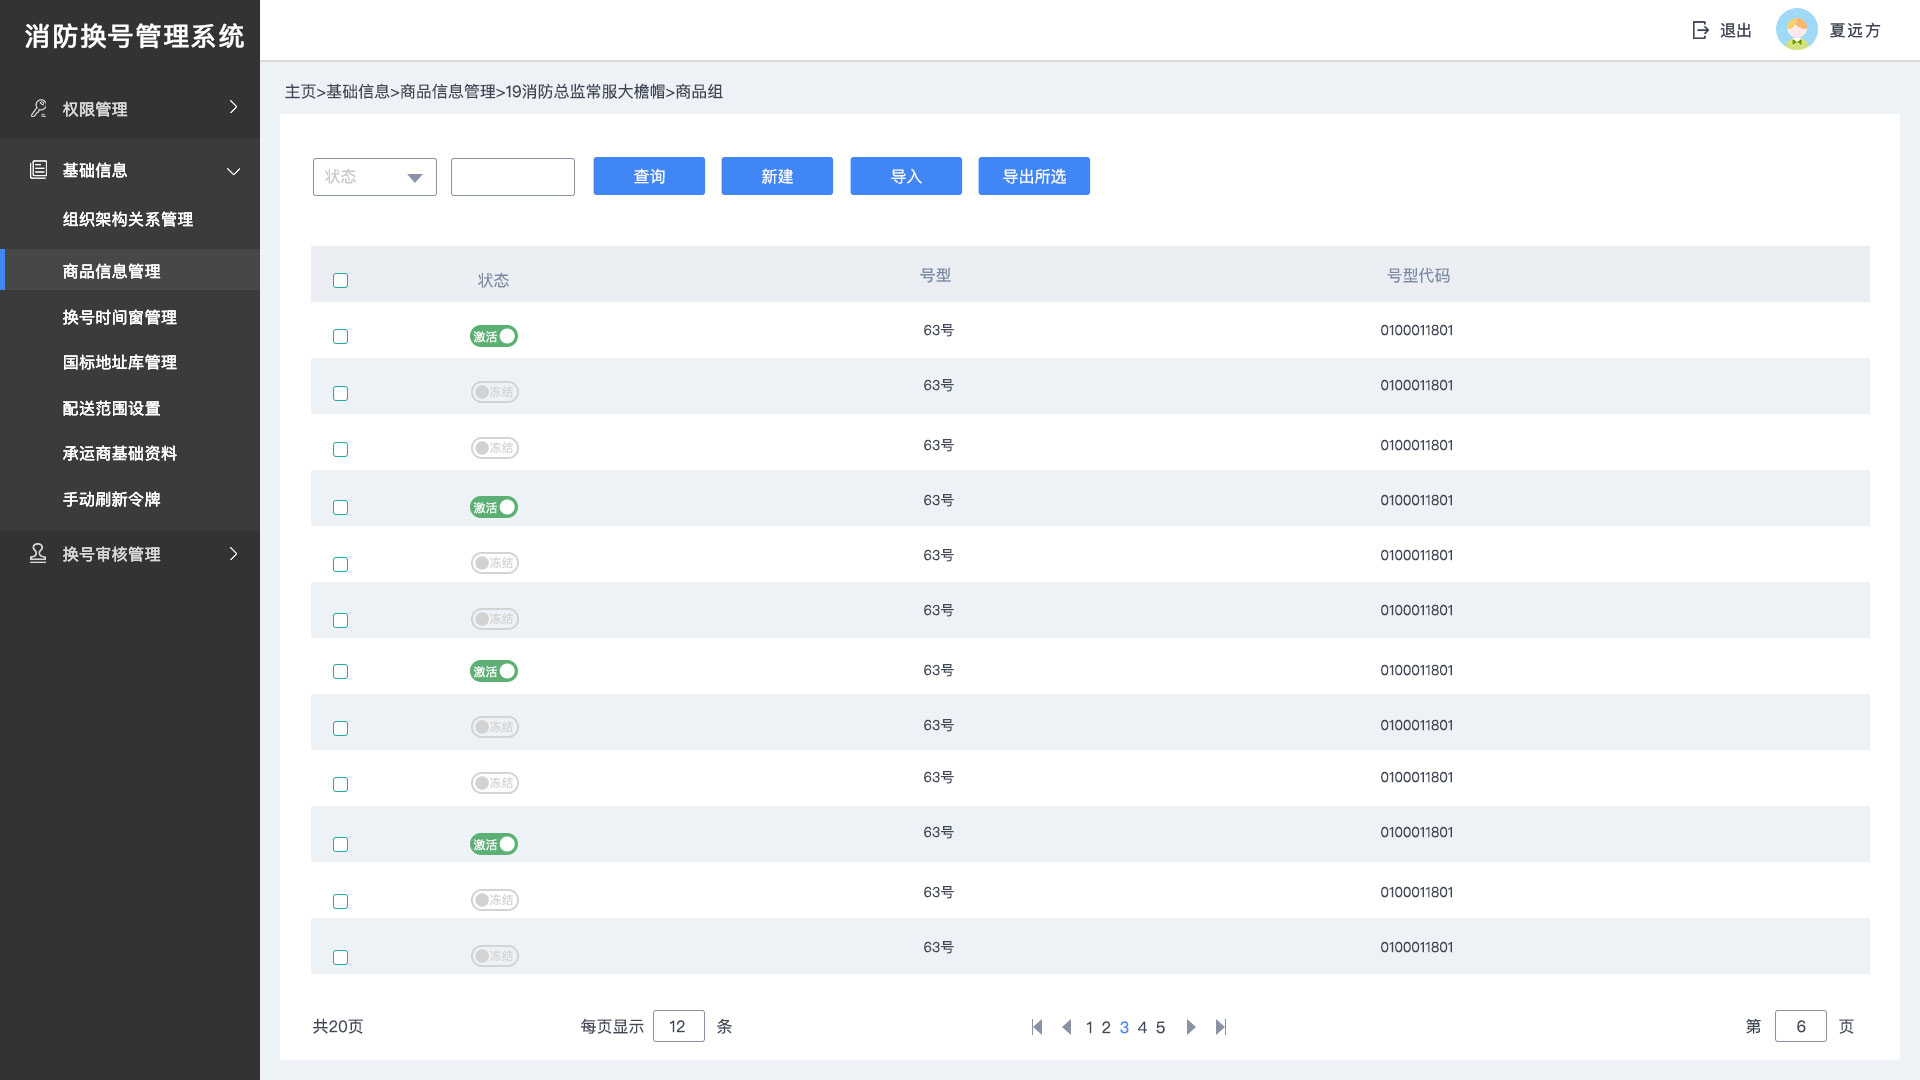 消防换号管理系统
退出 夏远方
权限管理
基础信息
组织架构关系管理
商品信息管理
换号时间窗管理
国标地址库管理
配送范围设置
承运商基础资料
手动刷新令牌
换号审核管理
主页>基础信息>商品信息管理>19消防总监常服大檐帽>商品组
状态 查询 新建 导入 导出所选
状态 号型 号型代码
激活 63号 0100011801
冻结 63号 0100011801
冻结 63号 0100011801
激活 63号 0100011801
冻结 63号 0100011801
冻结 63号 0100011801
激活 63号 0100011801
冻结 63号 0100011801
冻结 63号 0100011801
激活 63号 0100011801
冻结 63号 0100011801
冻结 63号 0100011801
共20页 每页显示 12 条 1 2 3 4 5 第 6 页